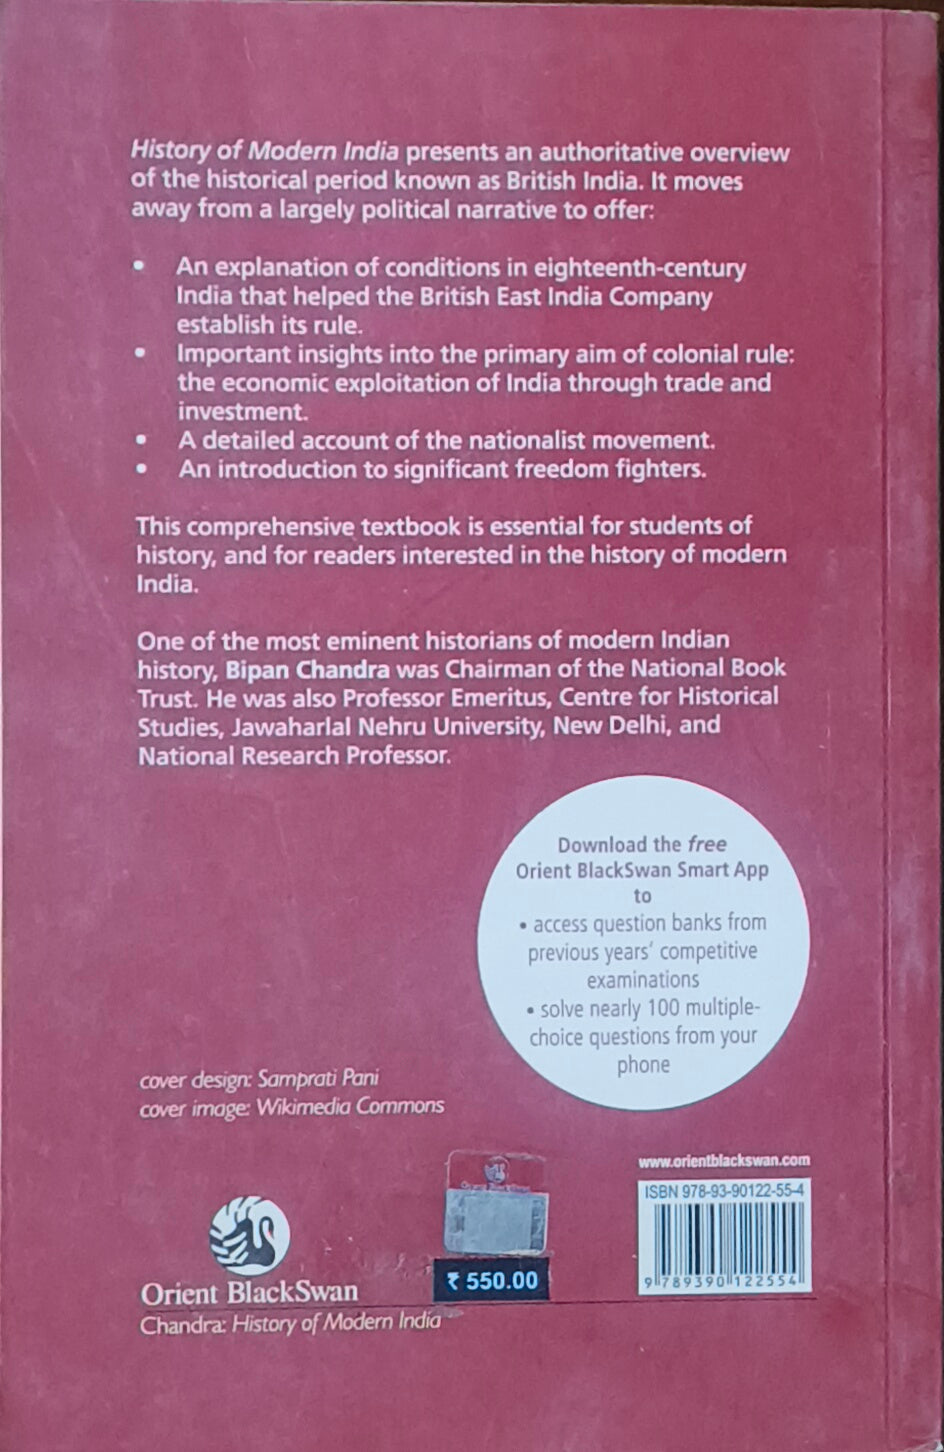 History of Modern India presents an authoritative overview
of the historical period known as British India. It moves
away from a largely political narrative to offer:
• An explanation of conditions in eighteenth-century
India that helped the British East India Company
establish its rule.
• Important insights into the primary aim of colonial rule:
the economic exploitation of India through trade and
investment.
• A detailed account of the nationalist movement.
• An introduction to significant freedom fighters.
This comprehensive textbook is essential for students of
history, and for readers interested in the history of modern
India.
One of the most eminent historians of modern Indian
history, Bipan Chandra was Chairman of the National Book
Trust. He was also Professor Emeritus, Centre for Historical
Studies, Jawaharlal Nehru University, New Delhi, and
National Research Professor.
Download the free
Orient BlackSwan Smart App
to
• access question banks from
previous years' competitive
examinations
• solve nearly 100 multiple-
choice questions from your
phone
cover design: Samprati Pani
cover image: Wikimedia Commons
www.orientblackswan.com
ISBN 978-93-90122-55-4
9 789390 122554
₹ 550.00
Orient BlackSwan
Chandra: History of Modern India